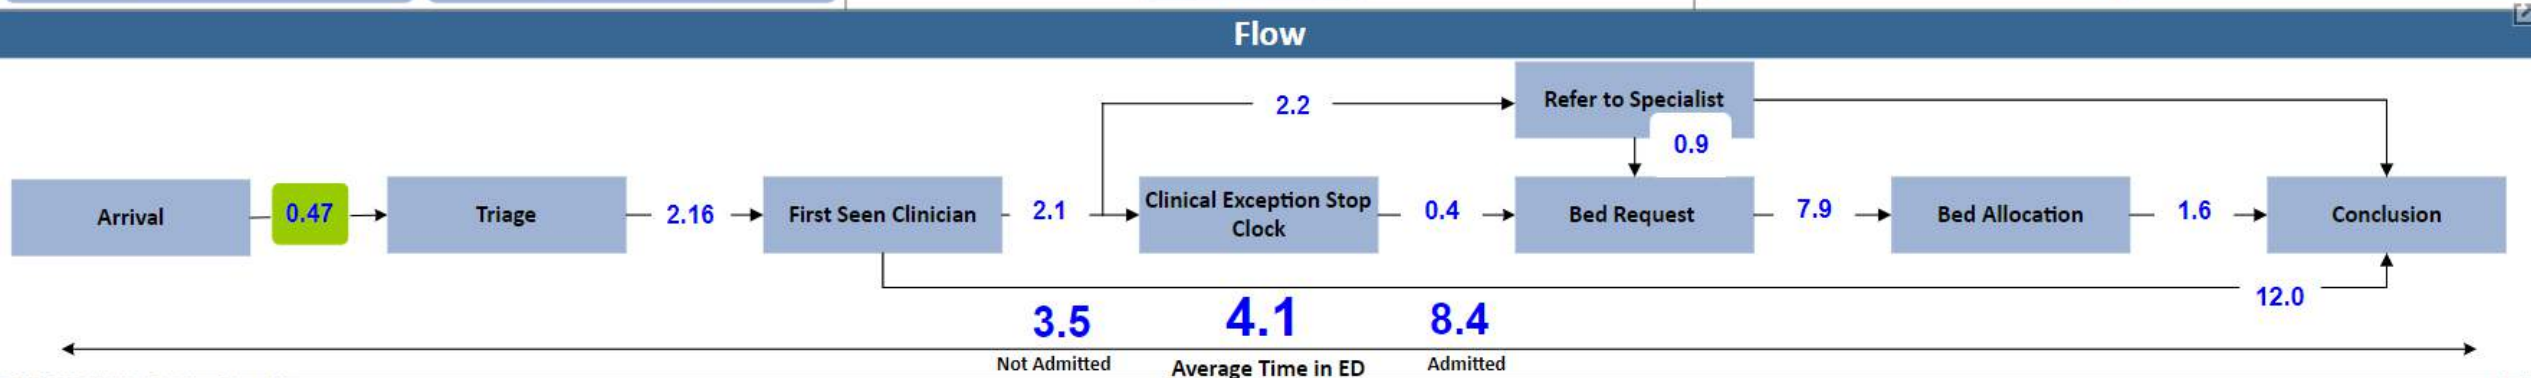 Flow
2.2
Refer to Specialist
0.9
Arrival
0.47
Triage
2.16
First Seen Clinician
2.1
Clinical Exception Stop
Clock
0.4
Bed Request
7.9
Bed Allocation
1.6
Conclusion
12.0
3.5
4.1
8.4
Not Admitted
Average Time in ED
Admitted